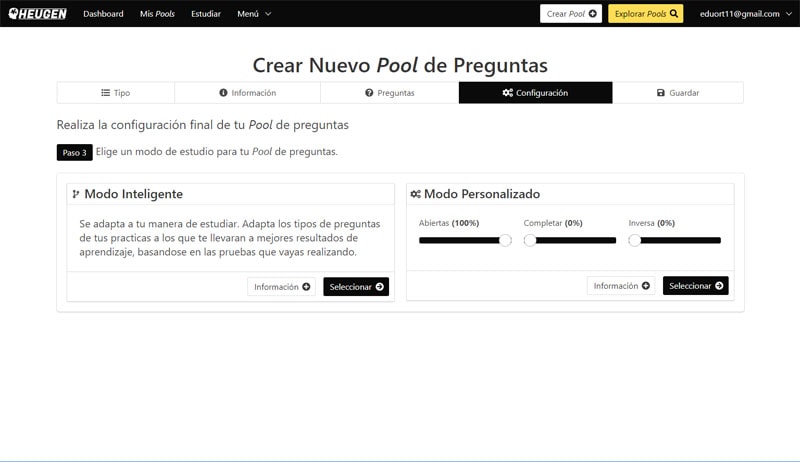 HEUGEN Dashboard Mis Pools Estudiar Menú Crear Pool Explorar Pools eduort11@gmail.com
Crear Nuevo Pool de Preguntas
Tipo Información Preguntas Configuración Guardar
Realiza la configuración final de tu Pool de preguntas
Paso 3 Elige un modo de estudio para tu Pool de preguntas.
Modo Inteligente
Se adapta a tu manera de estudiar. Adapta los tipos de preguntas
de tus practicas a los que te llevaran a mejores resultados de
aprendizaje, basandose en las pruebas que vayas realizando.
Información Seleccionar
Modo Personalizado
Abiertas (100%) Completar (0%) Inversa (0%)
Información Seleccionar